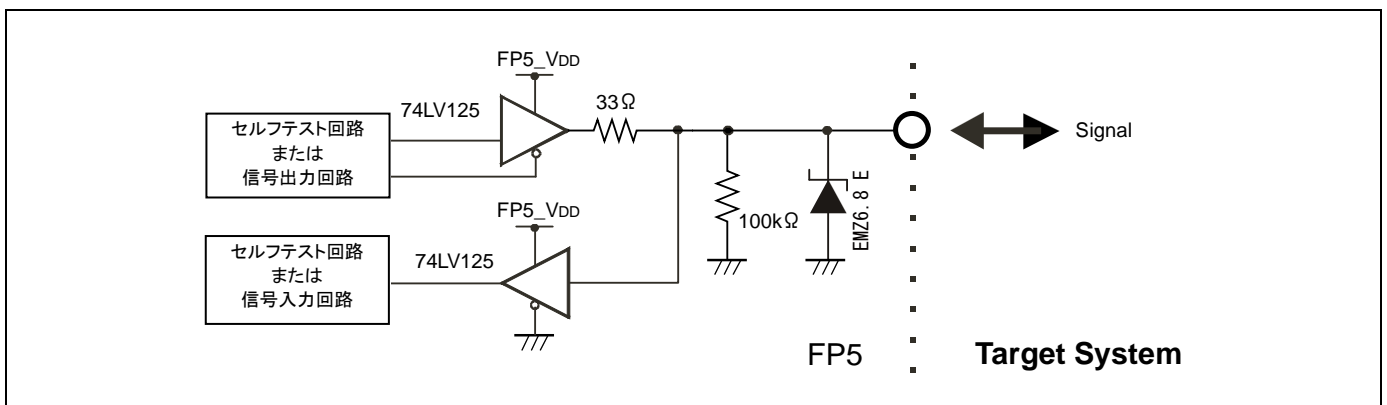 FP5_VDD
74LV125
33Ω
セルフテスト回路
または
信号出力回路
Signal
100kΩ
EMZ6.8 E
FP5_VDD
74LV125
セルフテスト回路
または
信号入力回路
FP5
Target System